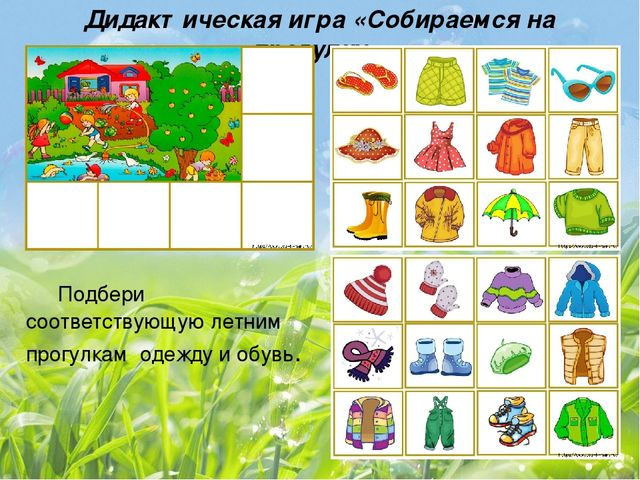 Дидактическая игра «Собираемся на
Подбери
соответствующую летним
прогулкам одежду и обувь.